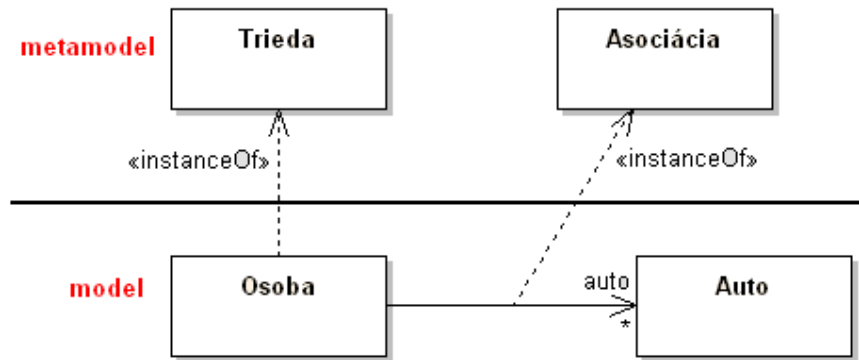 Trieda
Asociácia
metamodel
«instanceOf»
«instanceOf»
model
Osoba
auto
*
Auto